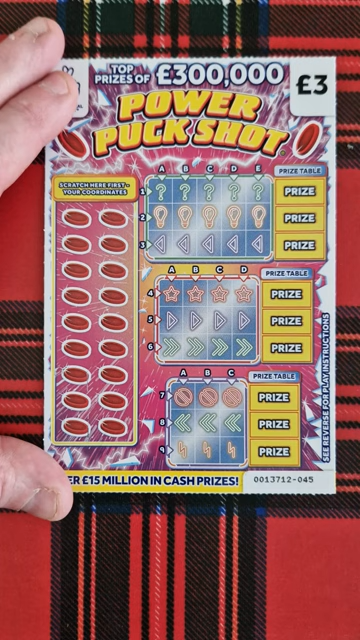 TOP PRIZES OF £300,000
£3
POWER
PUCK SHOT
SCRATCH HERE FIRST –
YOUR COORDINATES
A B C D E
PRIZE TABLE
1 PRIZE
2 PRIZE
3 PRIZE
A B C D
PRIZE TABLE
4 PRIZE
5 PRIZE
6 PRIZE
A B C
PRIZE TABLE
7 PRIZE
8 PRIZE
9 PRIZE
SEE REVERSE FOR PLAY INSTRUCTIONS
ER £15 MILLION IN CASH PRIZES!
0013712-045